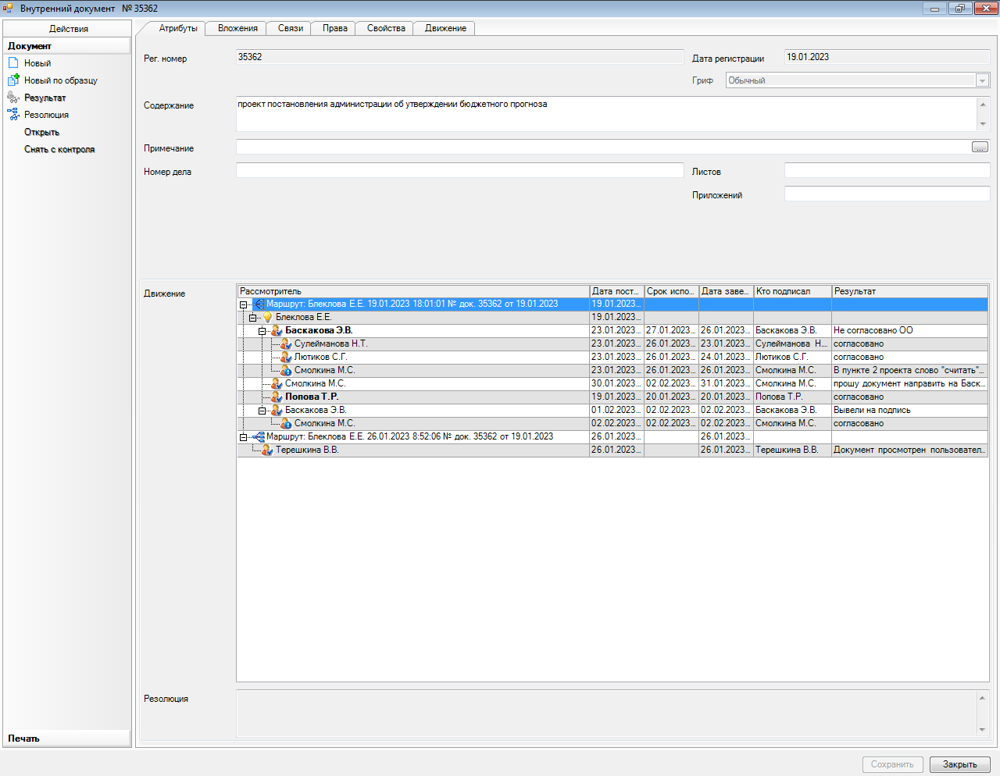 Внутренний документ № 35362
Действия
Документ
Новый
Новый по образцу
Результат
Резолюция
Открыть
Снять с контроля
Печать
Атрибуты Вложения Связи Права Свойства Движение
Рег. номер 35362 Дата регистрации 19.01.2023
Гриф Обычный
Содержание проект постановления администрации об утверждении бюджетного прогноза
Примечание ...
Номер дела Листов
Приложений
Движение
Рассмотритель Дата пост... Срок испо... Дата заве... Кто подписал Результат
Маршрут: Блеклова Е.Е. 19.01.2023 18:01:01 № док. 35362 от 19.01.2023 19.01.2023...
Блеклова Е.Е. 19.01.2023...
Баскакова Э.В. 23.01.2023... 27.01.2023... 26.01.2023... Баскакова Э.В. Не согласовано ОО
Сулейманова Н.Т. 23.01.2023... 26.01.2023... 23.01.2023... Сулейманова Н... согласовано
Лютиков С.Г. 23.01.2023... 26.01.2023... 24.01.2023... Лютиков С.Г. согласовано
Смолкина М.С. 23.01.2023... 26.01.2023... 26.01.2023... Смолкина М.С. В пункте 2 проекта слово "считать"...
Смолкина М.С. 30.01.2023... 02.02.2023... 31.01.2023... Смолкина М.С. прошу документ направить на Баск...
Попова Т.Р. 19.01.2023... 20.01.2023... 20.01.2023... Попова Т.Р. согласовано
Баскакова Э.В. 01.02.2023... 02.02.2023... 02.02.2023... Баскакова Э.В. Вывели на подпись
Смолкина М.С. 02.02.2023... 02.02.2023... 02.02.2023... Смолкина М.С. согласовано
Маршрут: Блеклова Е.Е. 26.01.2023 8:52:06 № док. 35362 от 19.01.2023 26.01.2023... 26.01.2023...
Терешкина В.В. 26.01.2023... 26.01.2023... Терешкина В.В. Документ просмотрен пользовател...
Резолюция
Сохранить Закрыть